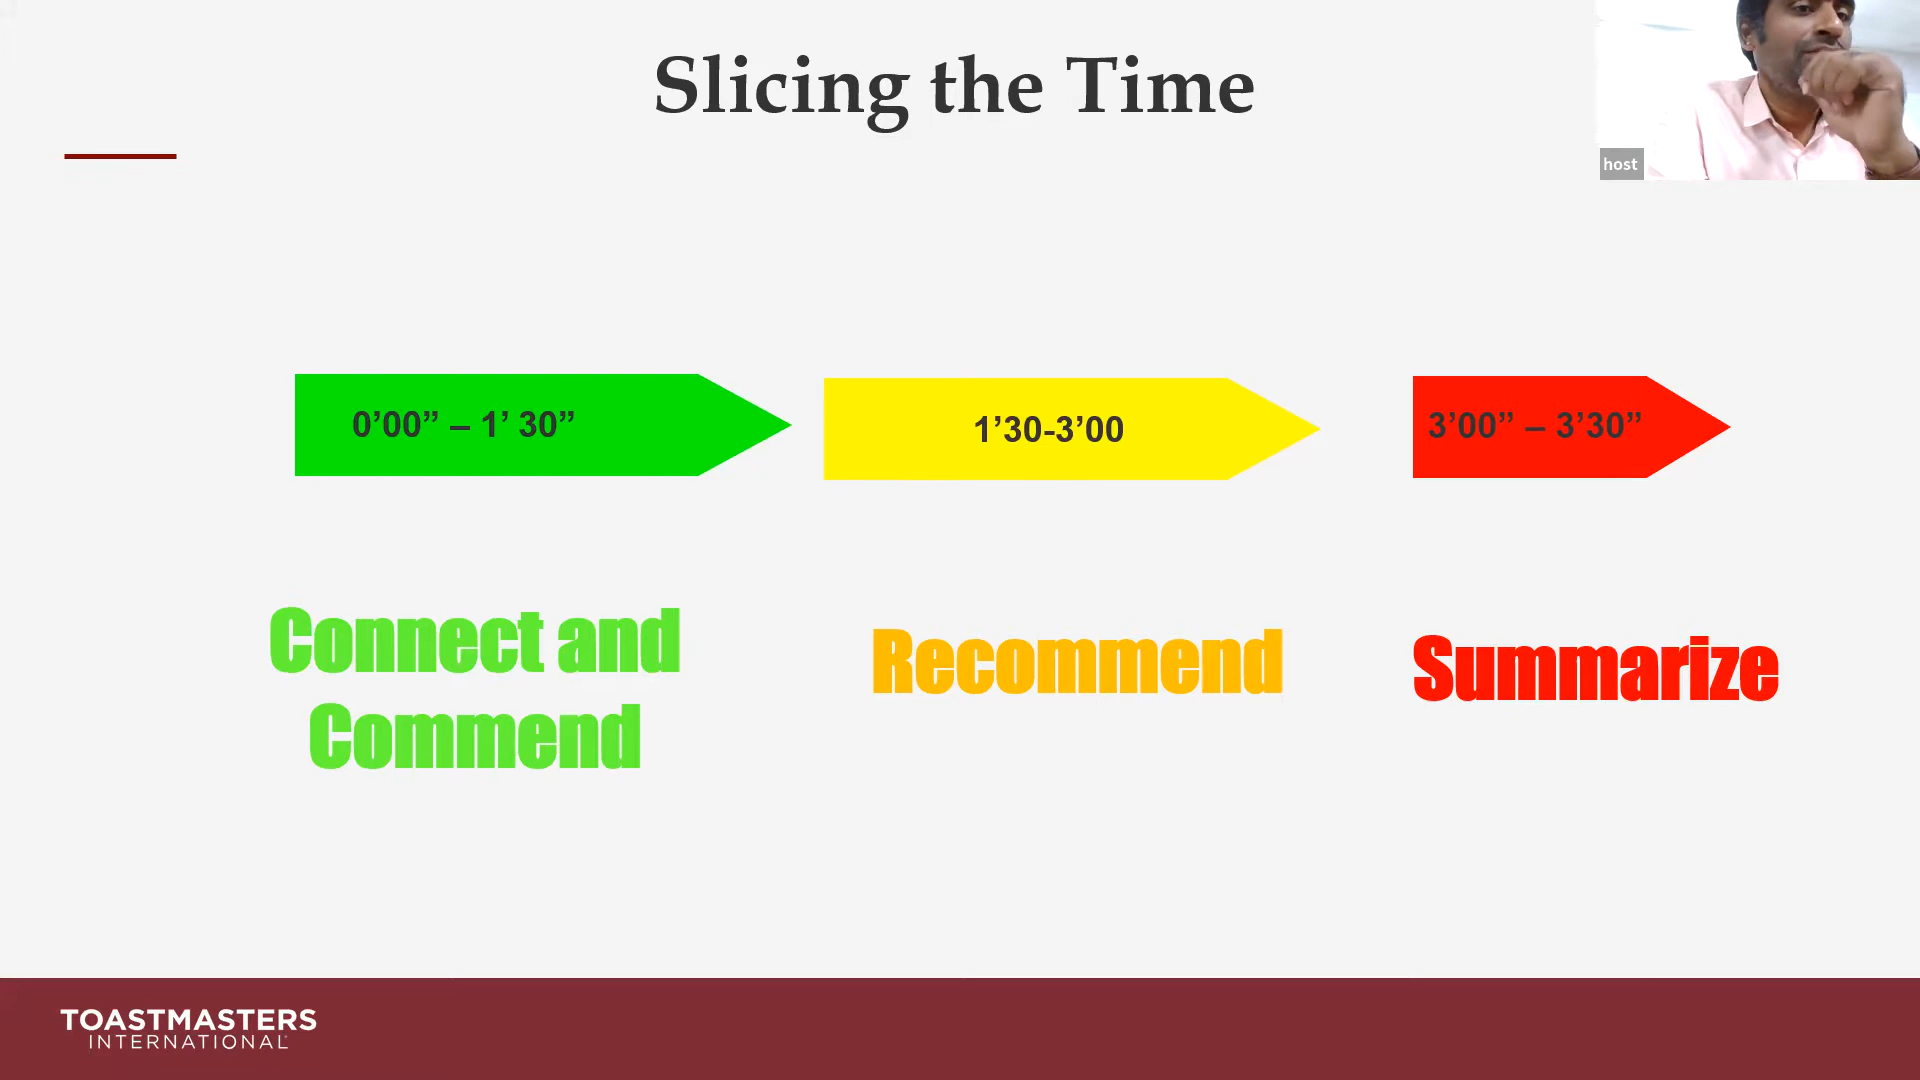 Slicing the Time
host
0’00” – 1’ 30”
1’30-3’00
3’00” – 3’30”
Connect and
Commend
Recommend
Summarize
TOASTMASTERS
INTERNATIONAL